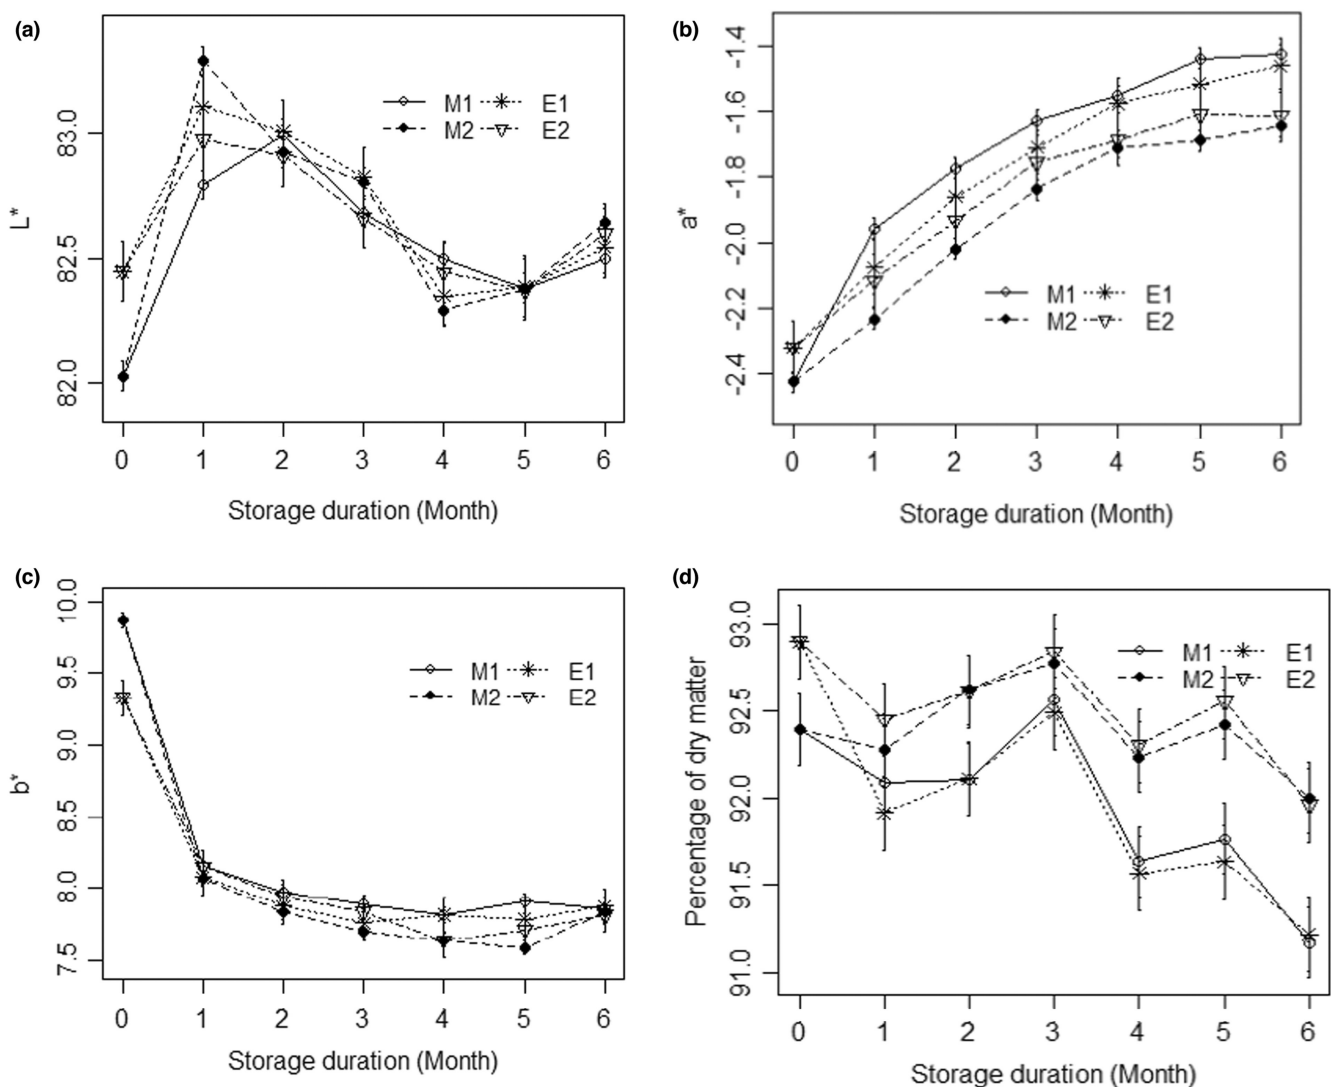 (a)
L*
83.0
82.5
82.0
M1 E1
M2 E2
0 1 2 3 4 5 6
Storage duration (Month)
(b)
a*
-1.4
-1.6
-1.8
-2.0
-2.2
-2.4
M1 E1
M2 E2
0 1 2 3 4 5 6
Storage duration (Month)
(c)
b*
10.0
9.5
9.0
8.5
8.0
7.5
M1 E1
M2 E2
0 1 2 3 4 5 6
Storage duration (Month)
(d)
Percentage of dry matter
93.0
92.5
92.0
91.5
91.0
M1 E1
M2 E2
0 1 2 3 4 5 6
Storage duration (Month)